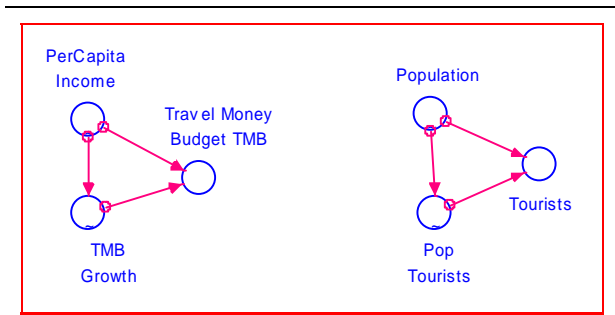 PerCapita
Income
Travel Money
Budget TMB
TMB
Growth
Population
Tourists
Pop
Tourists
~
~